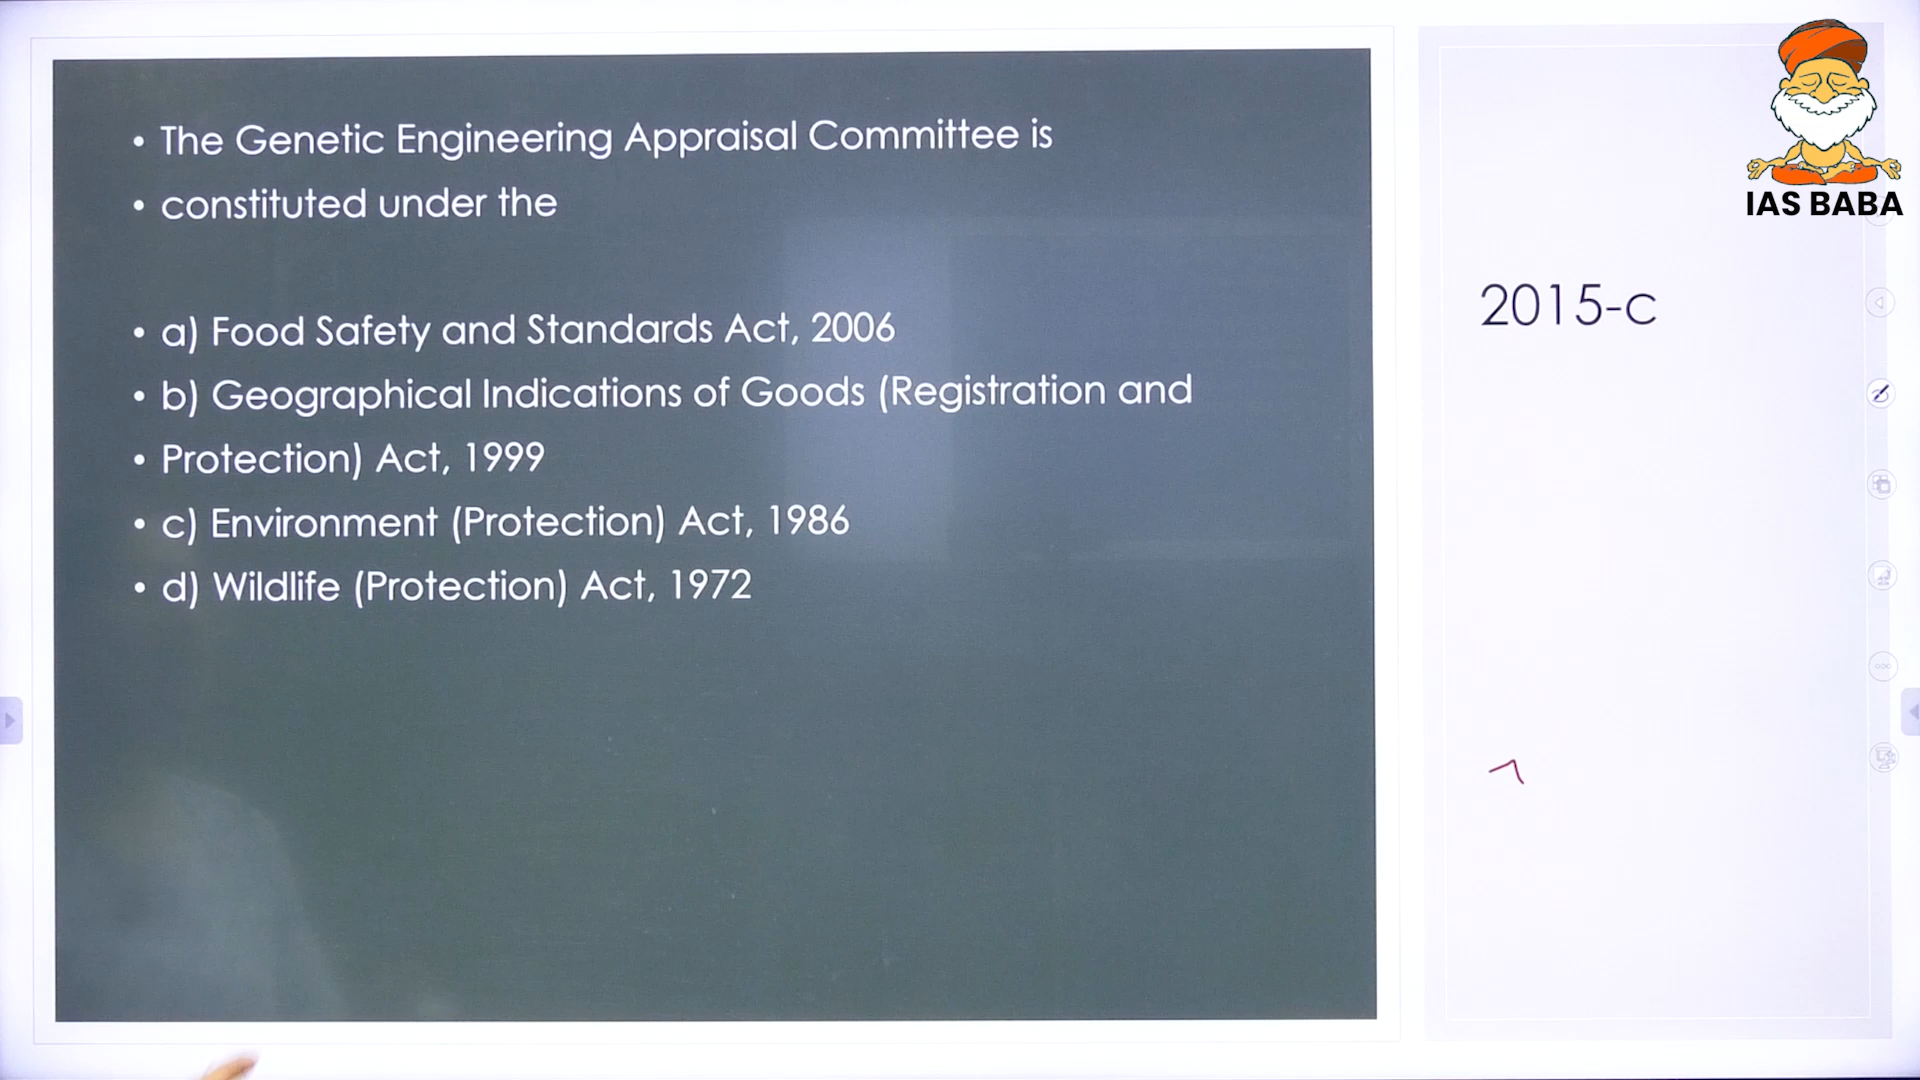 • The Genetic Engineering Appraisal Committee is
• constituted under the
• a) Food Safety and Standards Act, 2006
• b) Geographical Indications of Goods (Registration and
• Protection) Act, 1999
• c) Environment (Protection) Act, 1986
• d) Wildlife (Protection) Act, 1972
2015-c
IAS BABA